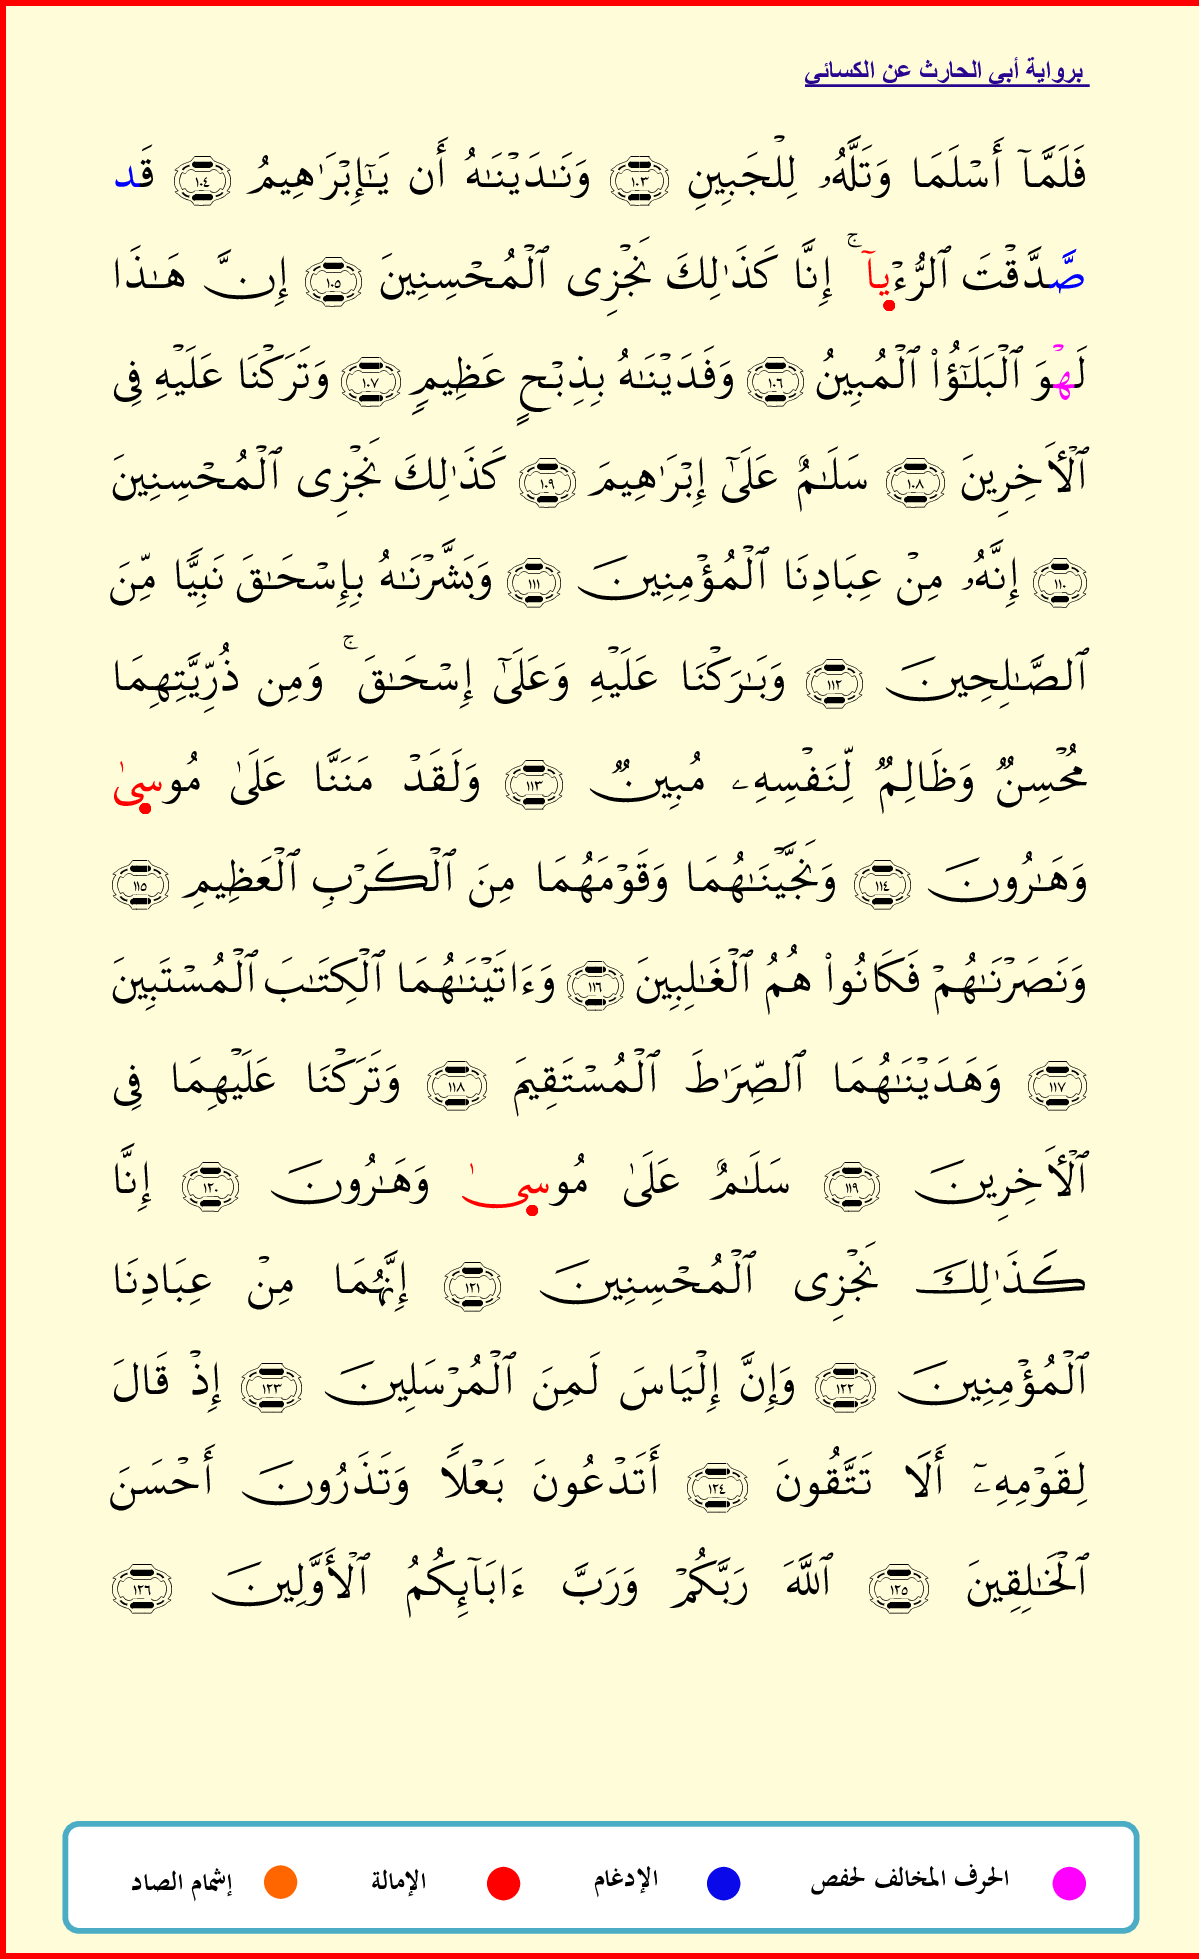 برواية أبي الحارث عن الكسائي
فَلَمَّآ أَسْلَمَا وَتَلَّهُۥ لِلْجَبِينِ ١٠٣ وَنَـٰدَيْنَـٰهُ أَن يَـٰٓإِبْرَٰهِيمُ ١٠٤ قَد
صَّدَّقْتَ ٱلرُّءْيآ ۚ إِنَّا كَذَٰلِكَ نَجْزِى ٱلْمُحْسِنِينَ ١٠٥ إِنَّ هَـٰذَا
لَهْوَ ٱلْبَلَـٰٓؤُا۟ ٱلْمُبِينُ ١٠٦ وَفَدَيْنَـٰهُ بِذِبْحٍ عَظِيمٍ ١٠٧ وَتَرَكْنَا عَلَيْهِ فِى
ٱلْأَخِرِينَ ١٠٨ سَلَـٰمٌ عَلَىٰٓ إِبْرَٰهِيمَ ١٠٩ كَذَٰلِكَ نَجْزِى ٱلْمُحْسِنِينَ
١١٠ إِنَّهُۥ مِنْ عِبَادِنَا ٱلْمُؤْمِنِينَ ١١١ وَبَشَّرْنَـٰهُ بِإِسْحَـٰقَ نَبِيًّا مِّنَ
ٱلصَّـٰلِحِينَ ١١٢ وَبَـٰرَكْنَا عَلَيْهِ وَعَلَىٰٓ إِسْحَـٰقَ ۚ وَمِن ذُرِّيَّتِهِمَا
مُحْسِنٌ وَظَالِمٌ لِّنَفْسِهِۦ مُبِينٌ ١١٣ وَلَقَدْ مَنَنَّا عَلَىٰ مُوسىٰ
وَهَـٰرُونَ ١١٤ وَنَجَّيْنَـٰهُمَا وَقَوْمَهُمَا مِنَ ٱلْكَرْبِ ٱلْعَظِيمِ ١١٥
وَنَصَرْنَـٰهُمْ فَكَانُوا۟ هُمُ ٱلْغَـٰلِبِينَ ١١٦ وَءَاتَيْنَـٰهُمَا ٱلْكِتَـٰبَ ٱلْمُسْتَبِينَ
١١٧ وَهَدَيْنَـٰهُمَا ٱلصِّرَٰطَ ٱلْمُسْتَقِيمَ ١١٨ وَتَرَكْنَا عَلَيْهِمَا فِى
ٱلْأَخِرِينَ ١١٩ سَلَـٰمٌ عَلَىٰ مُوسىٰ وَهَـٰرُونَ ١٢٠ إِنَّا
كَذَٰلِكَ نَجْزِى ٱلْمُحْسِنِينَ ١٢١ إِنَّهُمَا مِنْ عِبَادِنَا
ٱلْمُؤْمِنِينَ ١٢٢ وَإِنَّ إِلْيَاسَ لَمِنَ ٱلْمُرْسَلِينَ ١٢٣ إِذْ قَالَ
لِقَوْمِهِۦٓ أَلَا تَتَّقُونَ ١٢٤ أَتَدْعُونَ بَعْلًا وَتَذَرُونَ أَحْسَنَ
ٱلْخَـٰلِقِينَ ١٢٥ ٱللَّهَ رَبَّكُمْ وَرَبَّ ءَابَآئِكُمُ ٱلْأَوَّلِينَ ١٢٦
الحرف المخالف لحفص الإدغام الإمالة إشمام الصاد